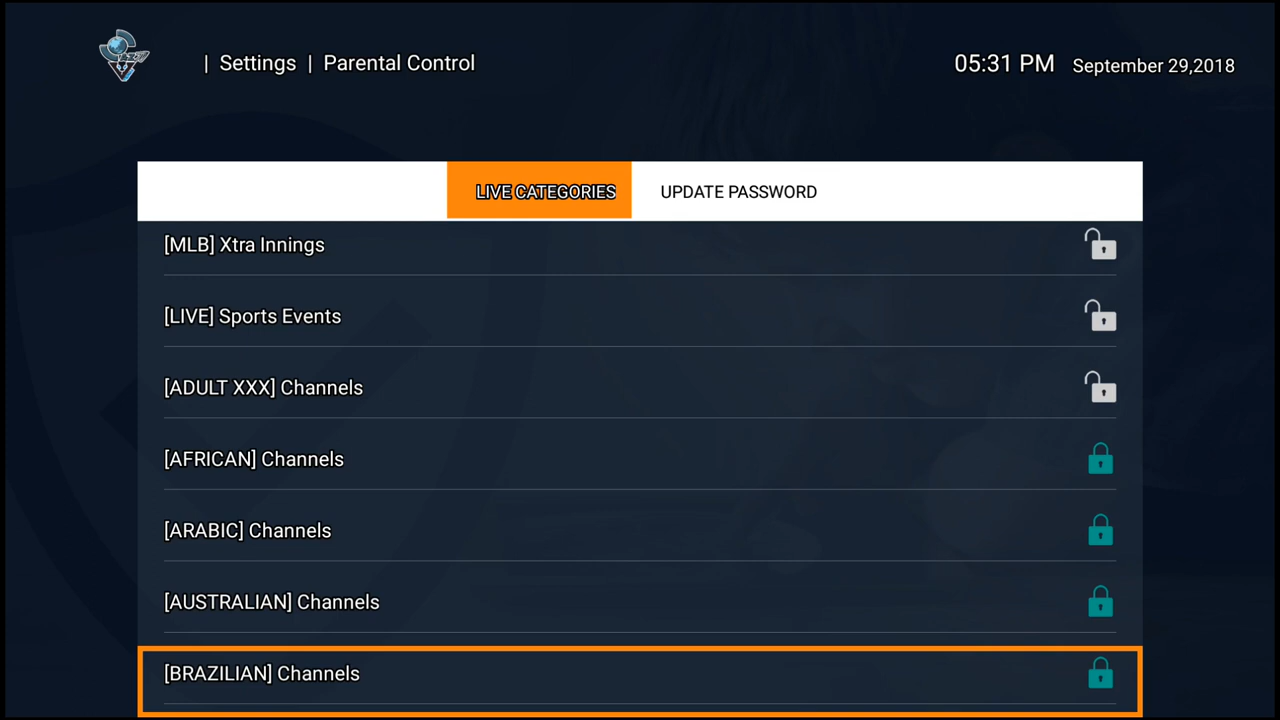 | Settings | Parental Control
05:31 PM September 29,2018
LIVE CATEGORIES UPDATE PASSWORD
[MLB] Xtra Innings
[LIVE] Sports Events
[ADULT XXX] Channels
[AFRICAN] Channels
[ARABIC] Channels
[AUSTRALIAN] Channels
[BRAZILIAN] Channels